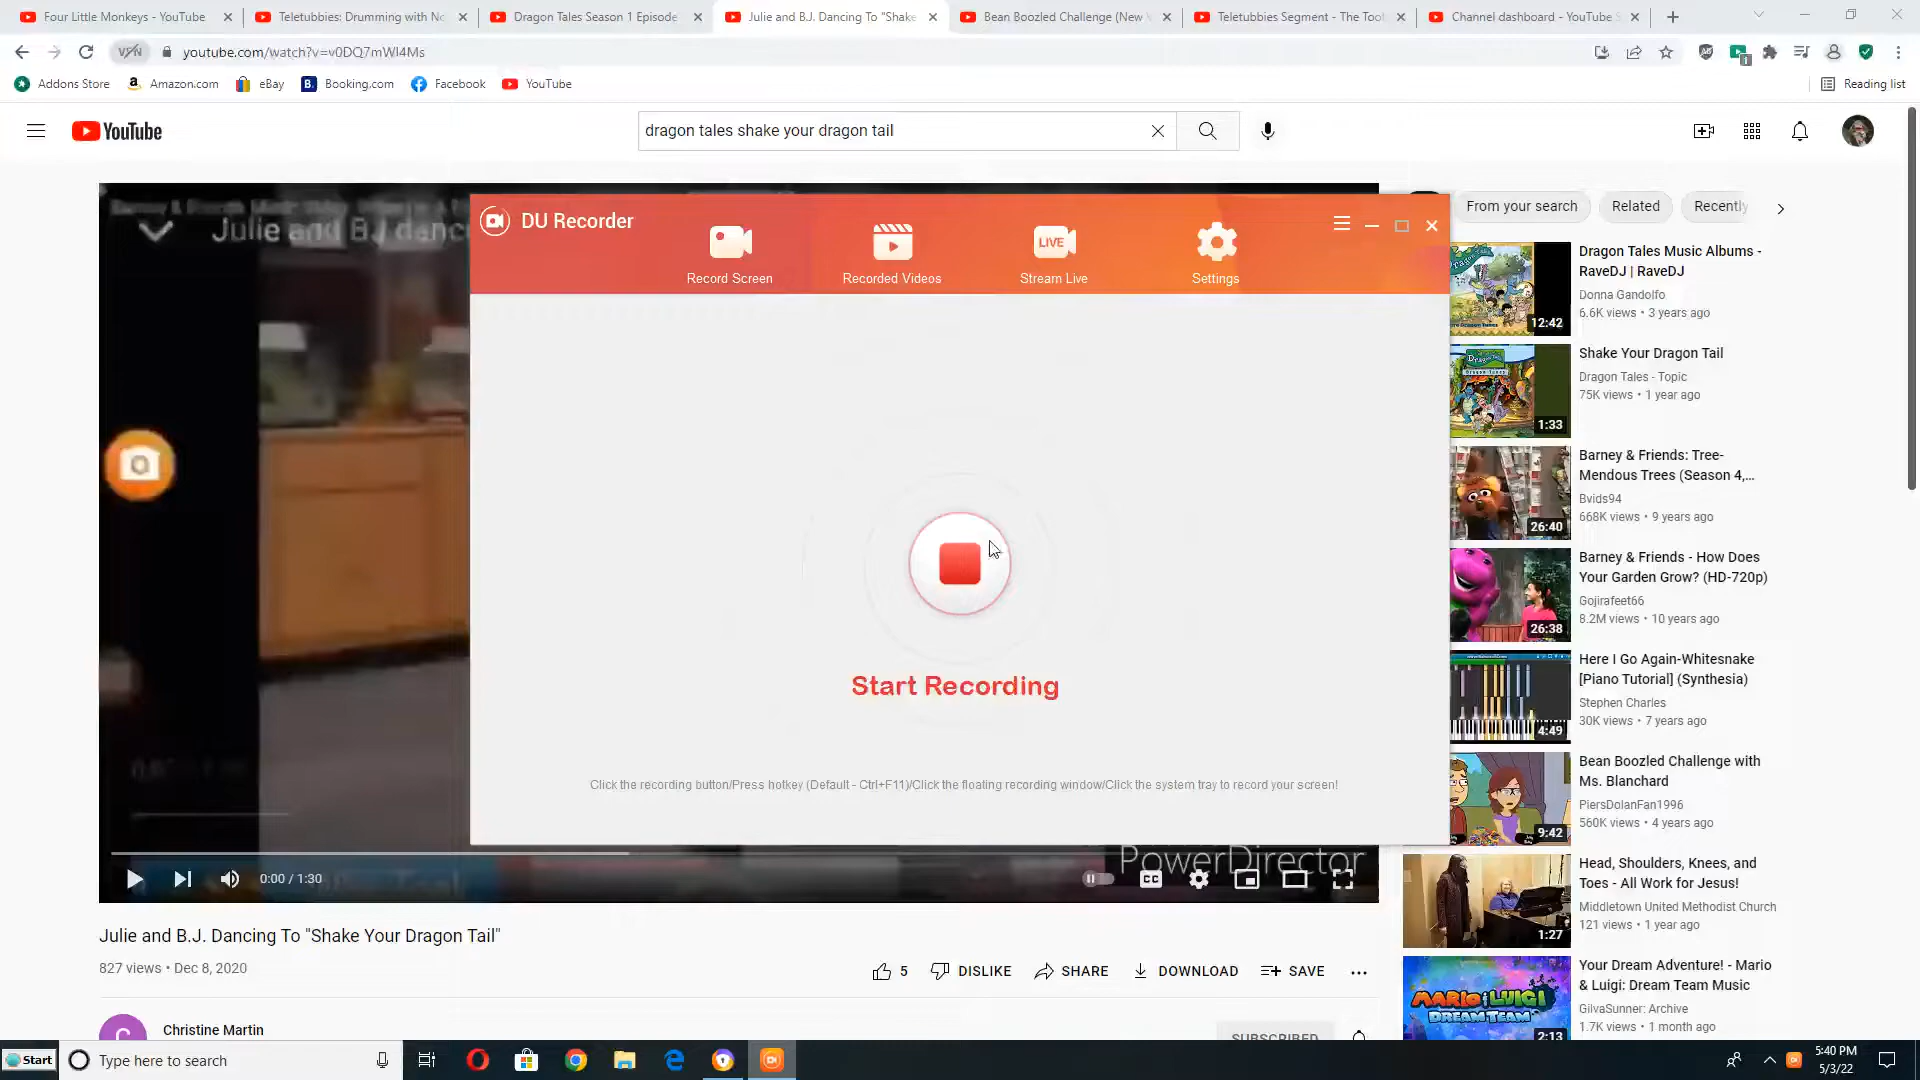 Four Little Monkeys - YouTube
Teletubbies: Drumming with No
Dragon Tales Season 1 Episode
Julie and B.J. Dancing To "Shake
Bean Boozled Challenge (New
Teletubbies Segment - The Toot
Channel dashboard - YouTube S
VPN
youtube.com/watch?v=v0DQ7mWl4Ms
Addons Store
Amazon.com
eBay
Booking.com
Facebook
YouTube
Reading list
YouTube
dragon tales shake your dragon tail
Julie and BJ danc
DU Recorder
Record Screen
Recorded Videos
LIVE
Stream Live
Settings
Start Recording
Click the recording button/Press hotkey (Default - Ctrl+F11)/Click the floating recording window/Click the system tray to record your screen!
PowerDirector
0:00 / 1:30
CC
Julie and B.J. Dancing To "Shake Your Dragon Tail"
827 views • Dec 8, 2020
5
DISLIKE
SHARE
DOWNLOAD
SAVE
C
Christine Martin
SUBSCRIBED
From your search
Related
Recently
Dragon Tales Music Albums -
RaveDJ | RaveDJ
Donna Gandolfo
6.6K views • 3 years ago
12:42
Shake Your Dragon Tail
Dragon Tales - Topic
75K views • 1 year ago
1:33
Barney & Friends: Tree-
Mendous Trees (Season 4,...
Bvids94
668K views • 9 years ago
26:40
Barney & Friends - How Does
Your Garden Grow? (HD-720p)
Gojirafeet66
8.2M views • 10 years ago
26:38
Here I Go Again-Whitesnake
[Piano Tutorial] (Synthesia)
Stephen Charles
30K views • 7 years ago
4:49
Bean Boozled Challenge with
Ms. Blanchard
PiersDolanFan1996
560K views • 4 years ago
9:42
Head, Shoulders, Knees, and
Toes - All Work for Jesus!
Middletown United Methodist Church
121 views • 1 year ago
1:27
Your Dream Adventure! - Mario
& Luigi: Dream Team Music
GilvaSunner: Archive
1.7K views • 1 month ago
MARIO & LUIGI
DREAM TEAM
2:13
Start
Type here to search
5:40 PM
5/3/22